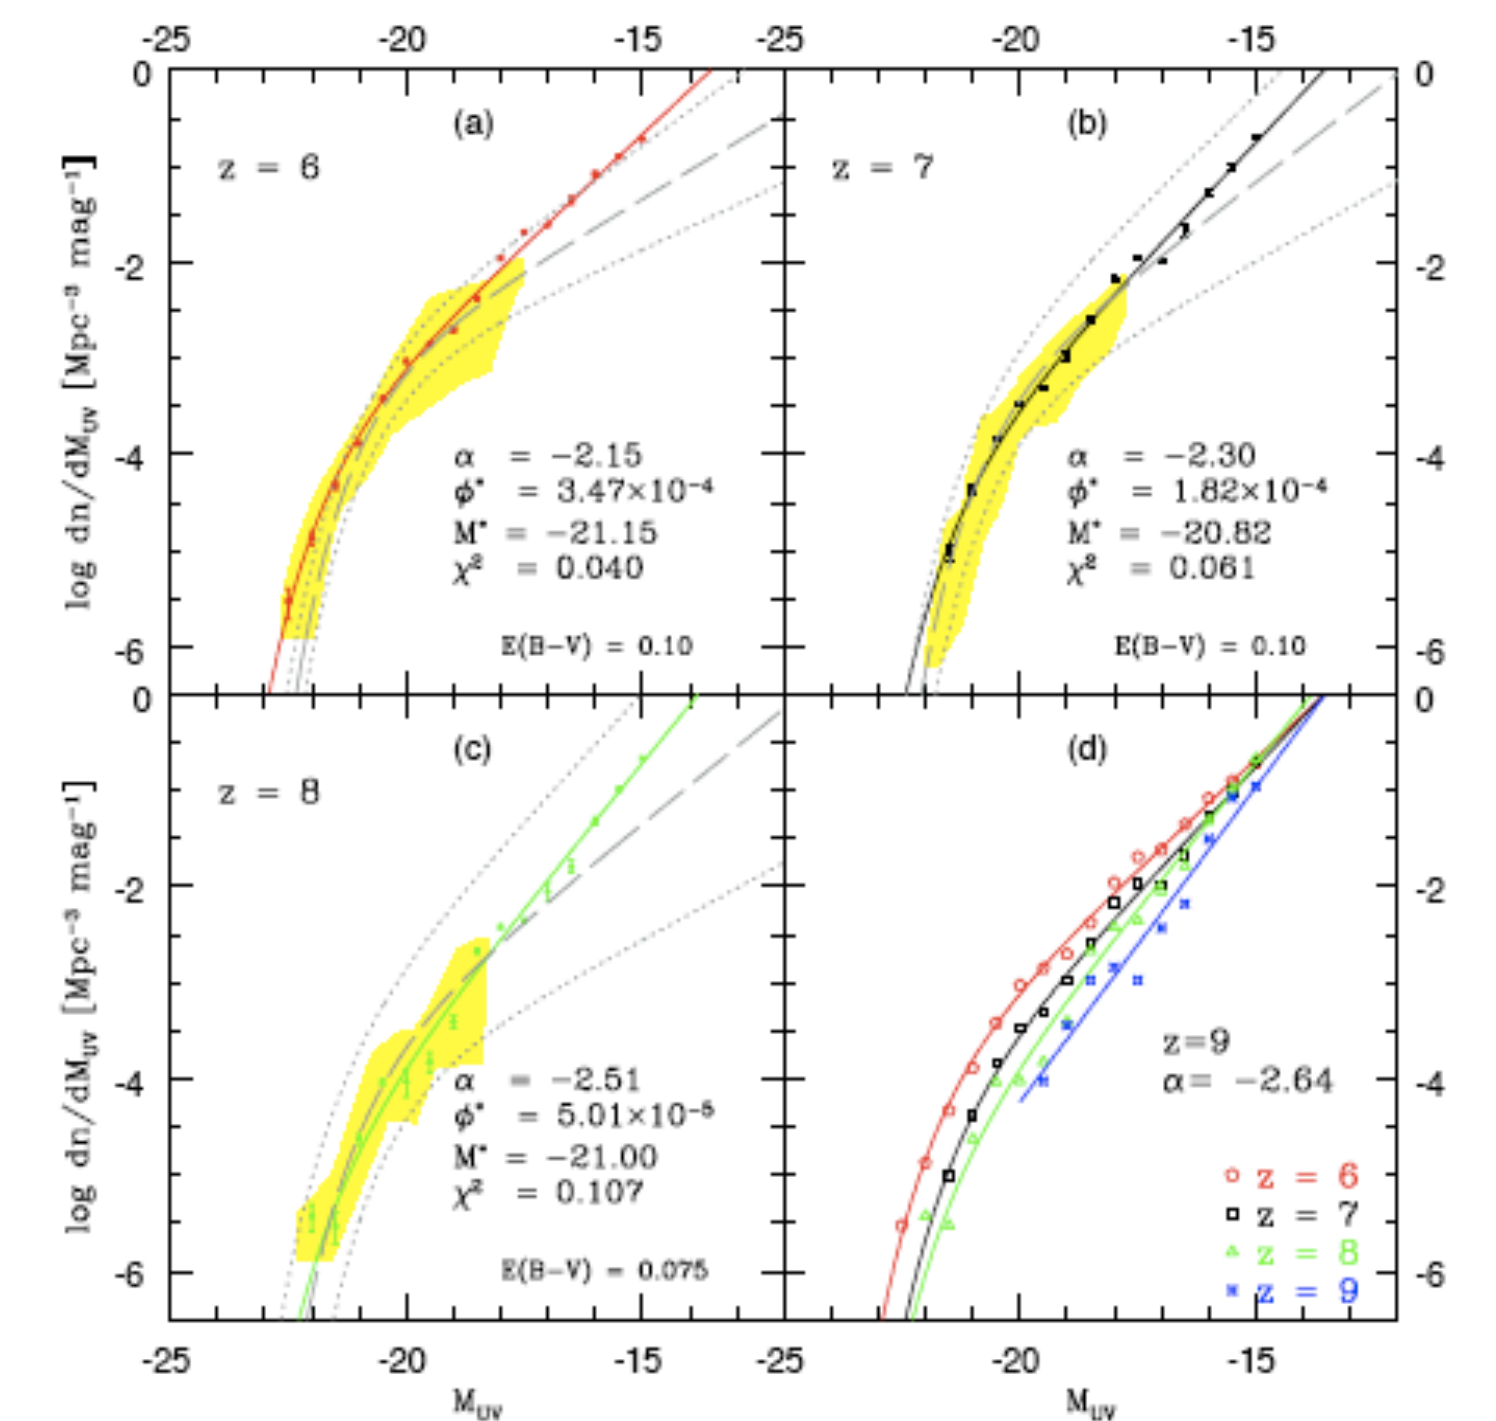 -25 -20 -15 -25 -20 -15
0 (a) (b) 0
z = 6 z = 7
-2 -2
log dn/dM_UV [Mpc⁻³ mag⁻¹]
-4 α = −2.15 α = −2.30 -4
φ* = 3.47×10⁻⁴ φ* = 1.82×10⁻⁴
M* = −21.15 M* = −20.82
χ² = 0.040 χ² = 0.061
-6 E(B−V) = 0.10 E(B−V) = 0.10 -6
0 (c) (d) 0
z = 8
-2 -2
log dn/dM_UV [Mpc⁻³ mag⁻¹]
z=9
-4 α = −2.51 α= −2.64 -4
φ* = 5.01×10⁻⁵
M* = −21.00
χ² = 0.107
z = 6
z = 7
z = 8
-6 E(B−V) = 0.075 -6
z = 9
-25 -20 -15 -25 -20 -15
M_UV M_UV